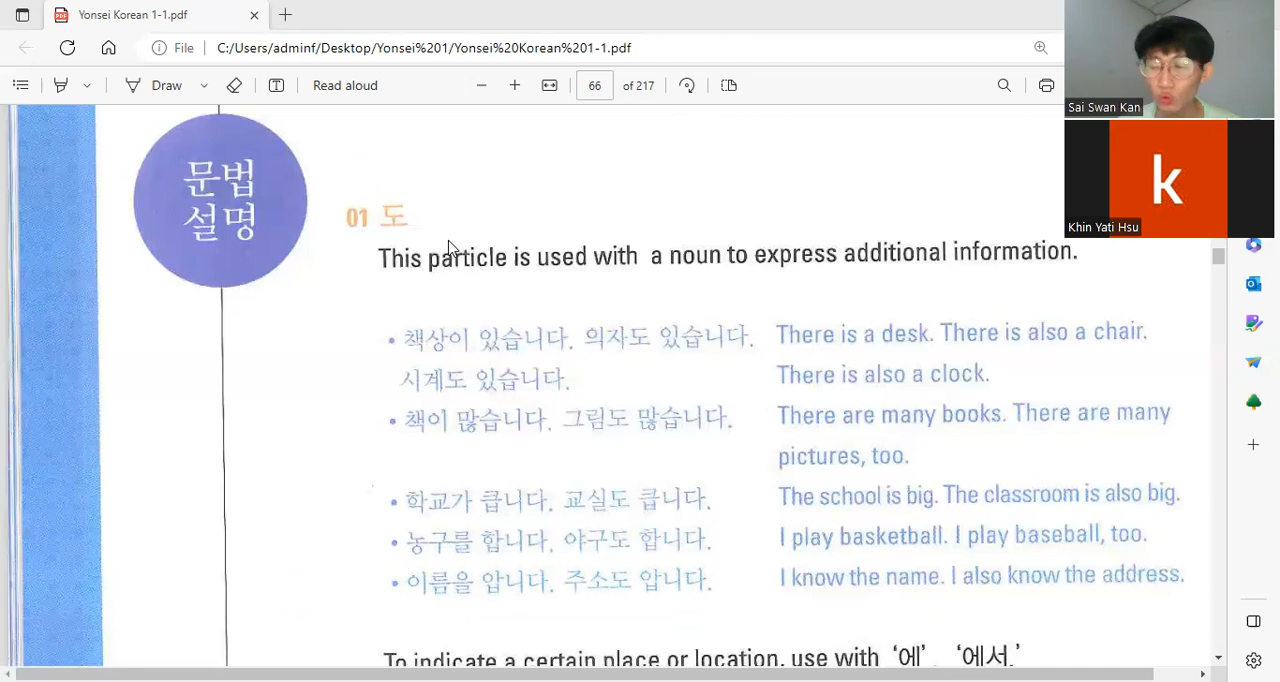 Yonsei Korean 1-1.pdf
File
C:/Users/adminf/Desktop/Yonsei%201/Yonsei%20Korean%201-1.pdf
Draw
Read aloud
66
of 217
Sai Swan Kan
k
Khin Yati Hsu
문법
설명
01 도
This particle is used with a noun to express additional information.
• 책상이 있습니다. 의자도 있습니다. There is a desk. There is also a chair.
시계도 있습니다. There is also a clock.
• 책이 많습니다. 그림도 많습니다. There are many books. There are many
pictures, too.
• 학교가 큽니다. 교실도 큽니다. The school is big. The classroom is also big.
• 농구를 합니다. 야구도 합니다. I play basketball. I play baseball, too.
• 이름을 압니다. 주소도 압니다. I know the name. I also know the address.
To indicate a certain place or location, use with ‘에’, ‘에서.’